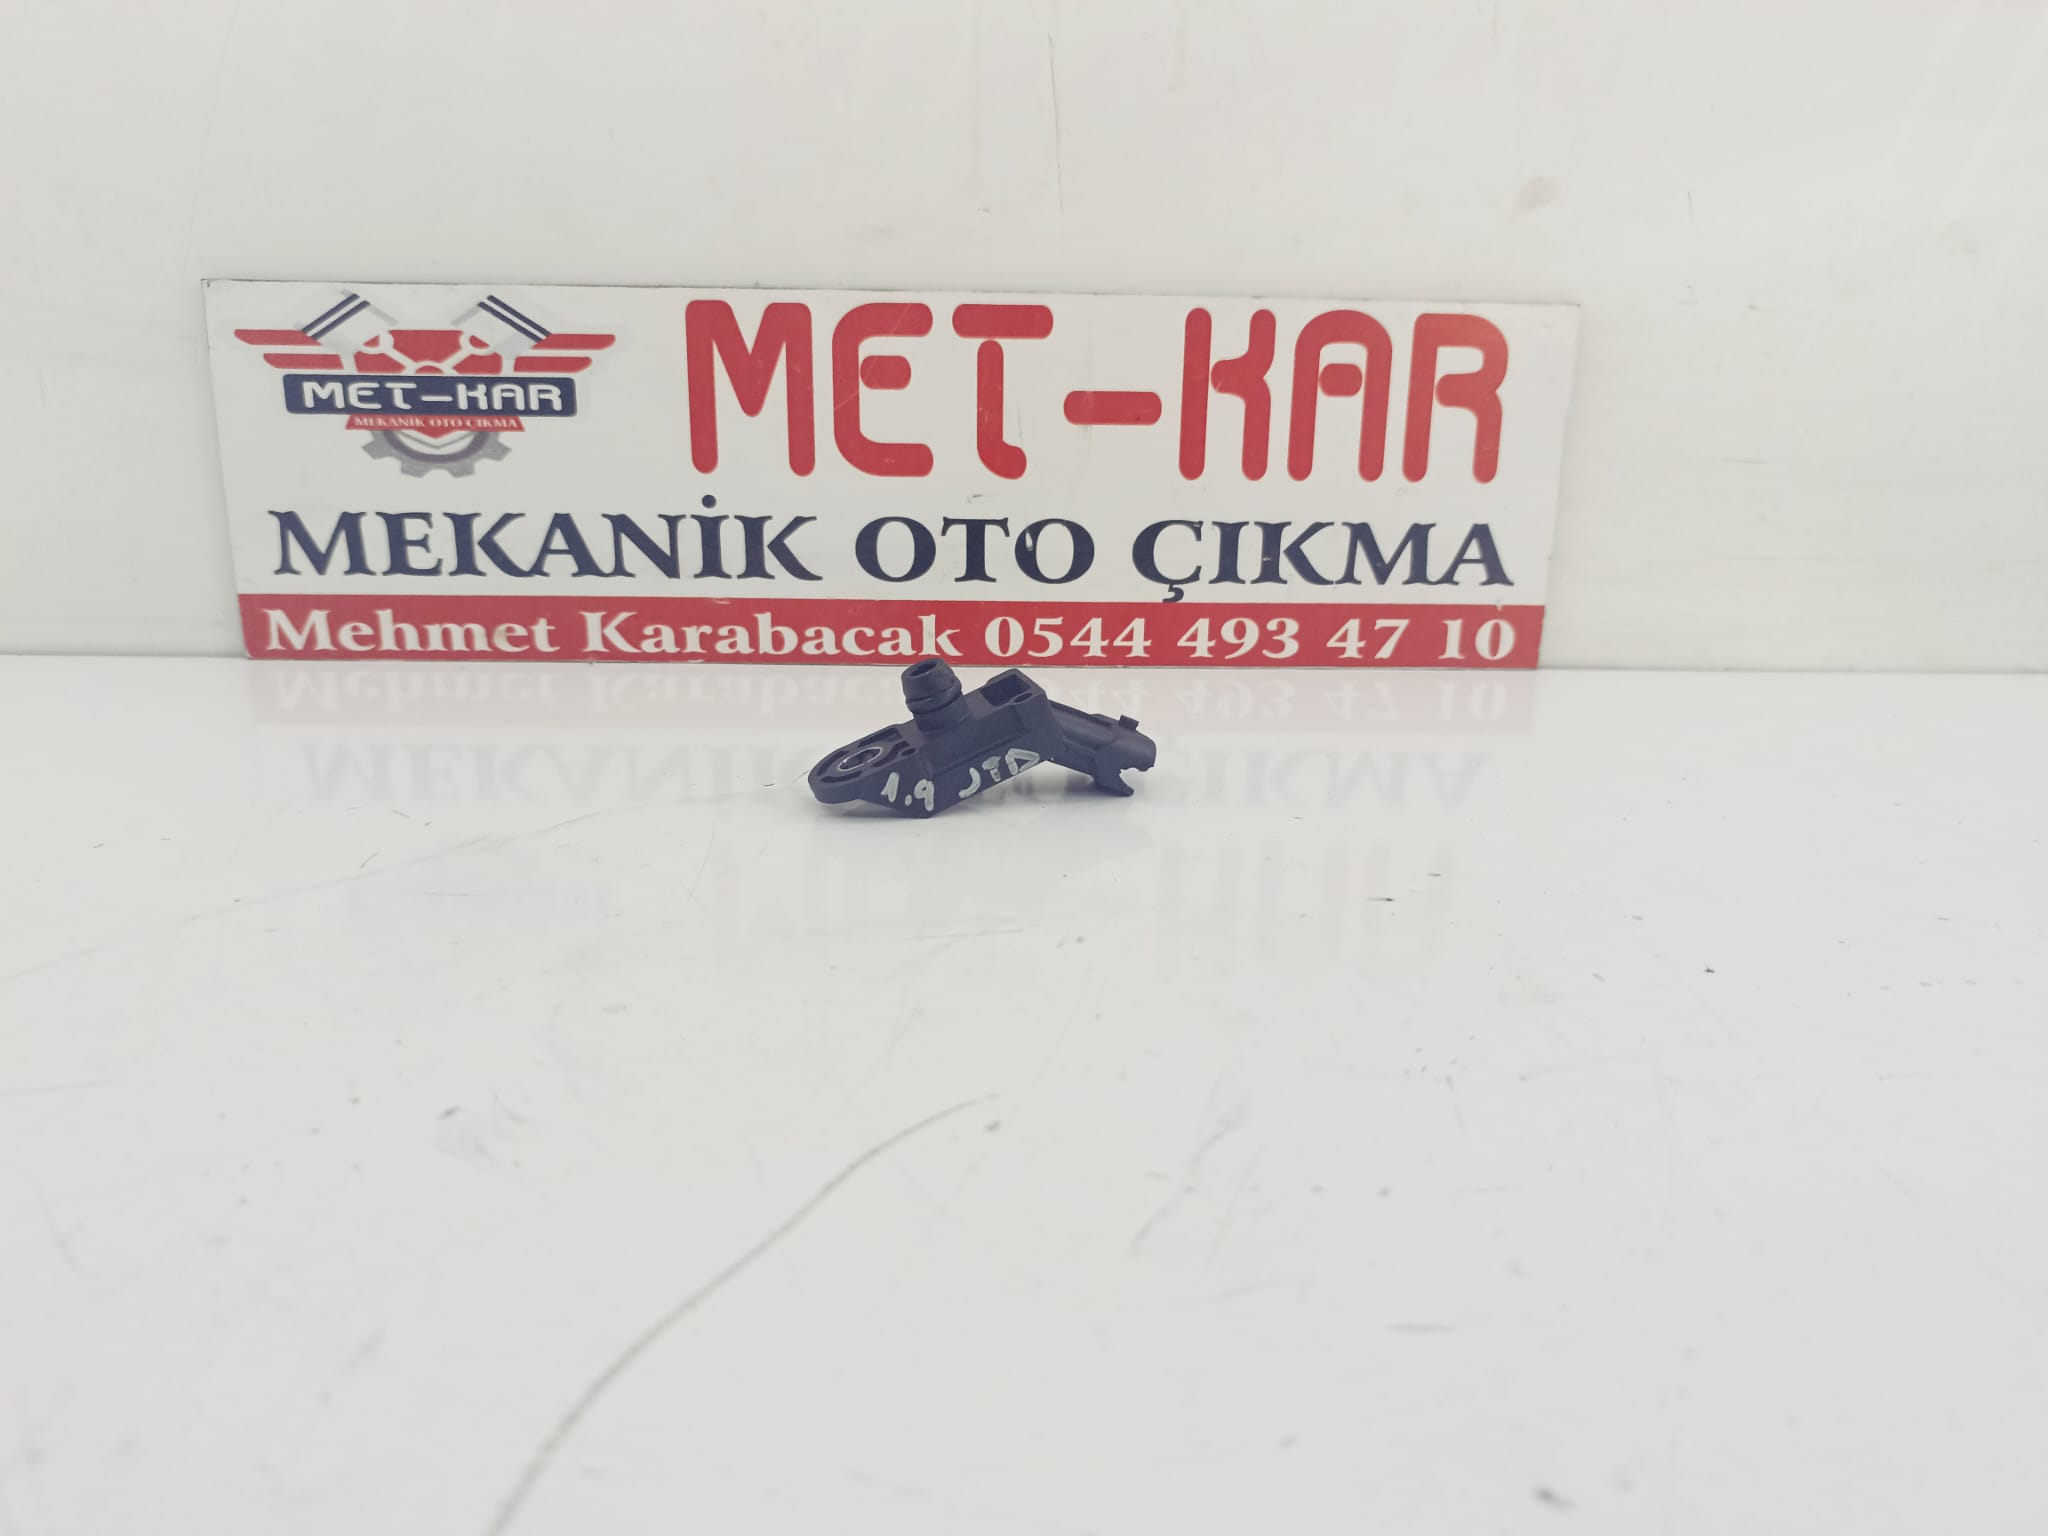 MET-KAR
MEKANİK OTO ÇIKMA
MET-KAR
MEKANİK OTO ÇIKMA
Mehmet Karabacak 0544 493 47 10
1.9 JTD